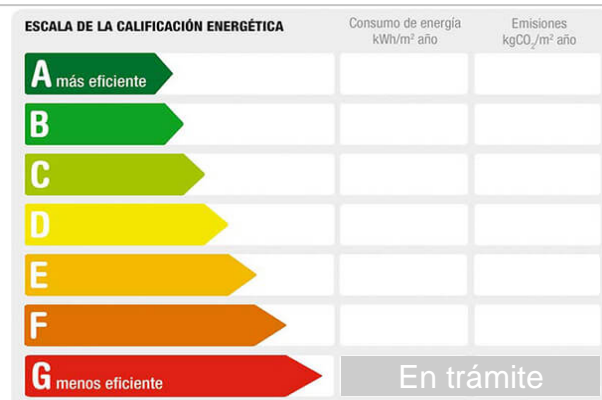 ESCALA DE LA CALIFICACIÓN ENERGÉTICA
Consumo de energía
kWh/m² año
Emisiones
kgCO₂/m² año
A más eficiente
B
C
D
E
F
G menos eficiente
En trámite